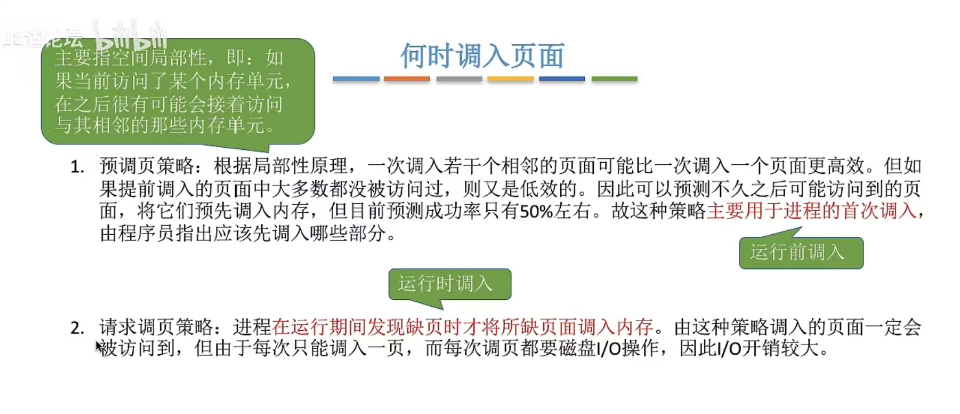 王道论坛 bilibili
何时调入页面
主要指空间局部性，即：如
果当前访问了某个内存单元，
在之后很有可能会接着访问
与其相邻的那些内存单元。
1. 预调页策略：根据局部性原理，一次调入若干个相邻的页面可能比一次调入一个页面更高效。但如
果提前调入的页面中大多数都没被访问过，则又是低效的。因此可以预测不久之后可能访问到的页
面，将它们预先调入内存，但目前预测成功率只有50%左右。故这种策略主要用于进程的首次调入，
由程序员指出应该先调入哪些部分。
运行前调入
运行时调入
2. 请求调页策略：进程在运行期间发现缺页时才将所缺页面调入内存。由这种策略调入的页面一定会
被访问到，但由于每次只能调入一页，而每次调页都要磁盘I/O操作，因此I/O开销较大。